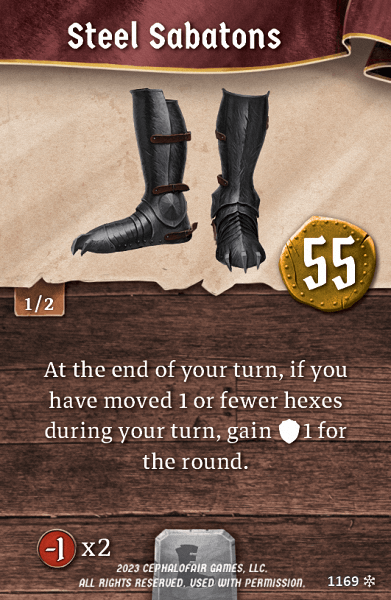 Steel Sabatons
55
1/2
At the end of your turn, if you
have moved 1 or fewer hexes
during your turn, gain 1 for
the round.
-1 x2
2023 CEPHALOFAIR GAMES, LLC.
ALL RIGHTS RESERVED, USED WITH PERMISSION.
1169